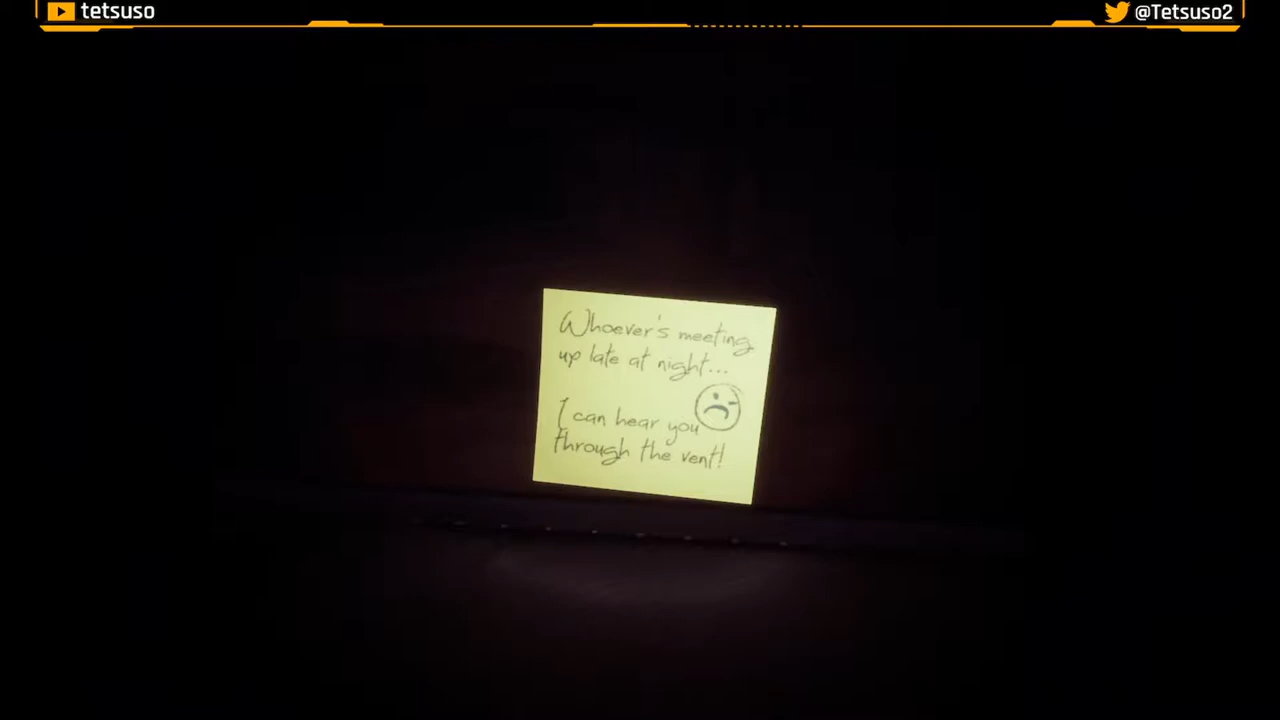 tetsuso
@Tetsuso2
Whoever's meeting
up late at night...
I can hear you
through the vent!